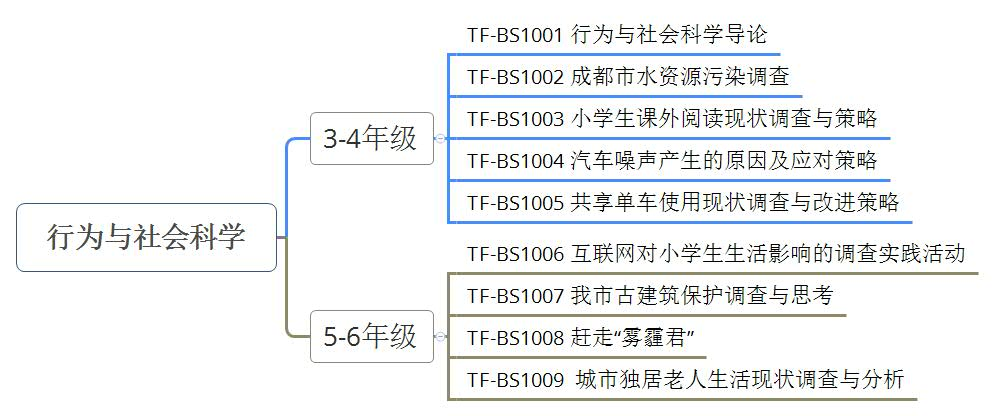 行为与社会科学
3-4年级
TF-BS1001 行为与社会科学导论
TF-BS1002 成都市水资源污染调查
TF-BS1003 小学生课外阅读现状调查与策略
TF-BS1004 汽车噪声产生的原因及应对策略
TF-BS1005 共享单车使用现状调查与改进策略
5-6年级
TF-BS1006 互联网对小学生生活影响的调查实践活动
TF-BS1007 我市古建筑保护调查与思考
TF-BS1008 赶走“雾霾君”
TF-BS1009 城市独居老人生活现状调查与分析